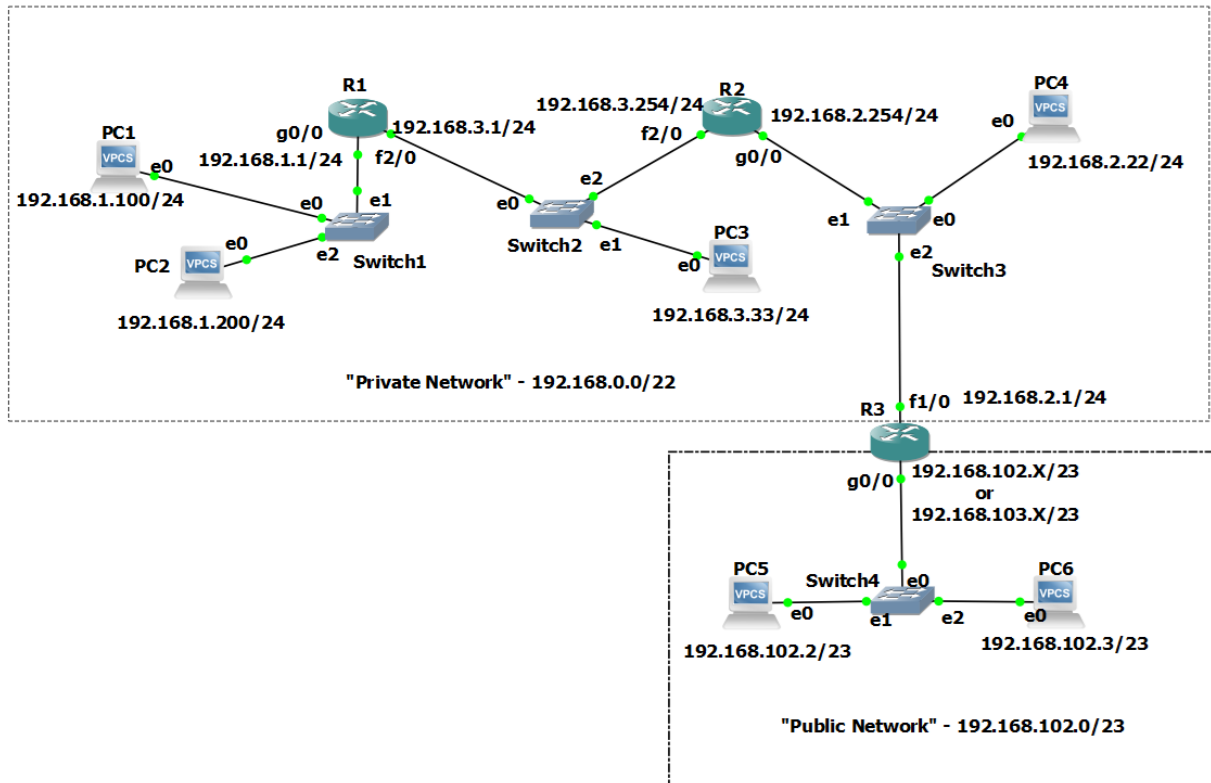 R1
R2
PC4
VPCS
e0
192.168.2.22/24
192.168.3.254/24
192.168.2.254/24
f2/0
g0/0
PC1
VPCS
e0
192.168.1.100/24
g0/0
192.168.3.1/24
192.168.1.1/24
f2/0
e0
e1
e2
Switch1
PC2
VPCS
e0
192.168.1.200/24
e0
e2
e1
Switch2
PC3
VPCS
e0
192.168.3.33/24
e1
e0
e2
Switch3
"Private Network" - 192.168.0.0/22
f1/0
192.168.2.1/24
R3
g0/0
192.168.102.X/23
or
192.168.103.X/23
PC5
VPCS
e0
192.168.102.2/23
Switch4
e0
e1
e2
PC6
VPCS
e0
192.168.102.3/23
"Public Network" - 192.168.102.0/23